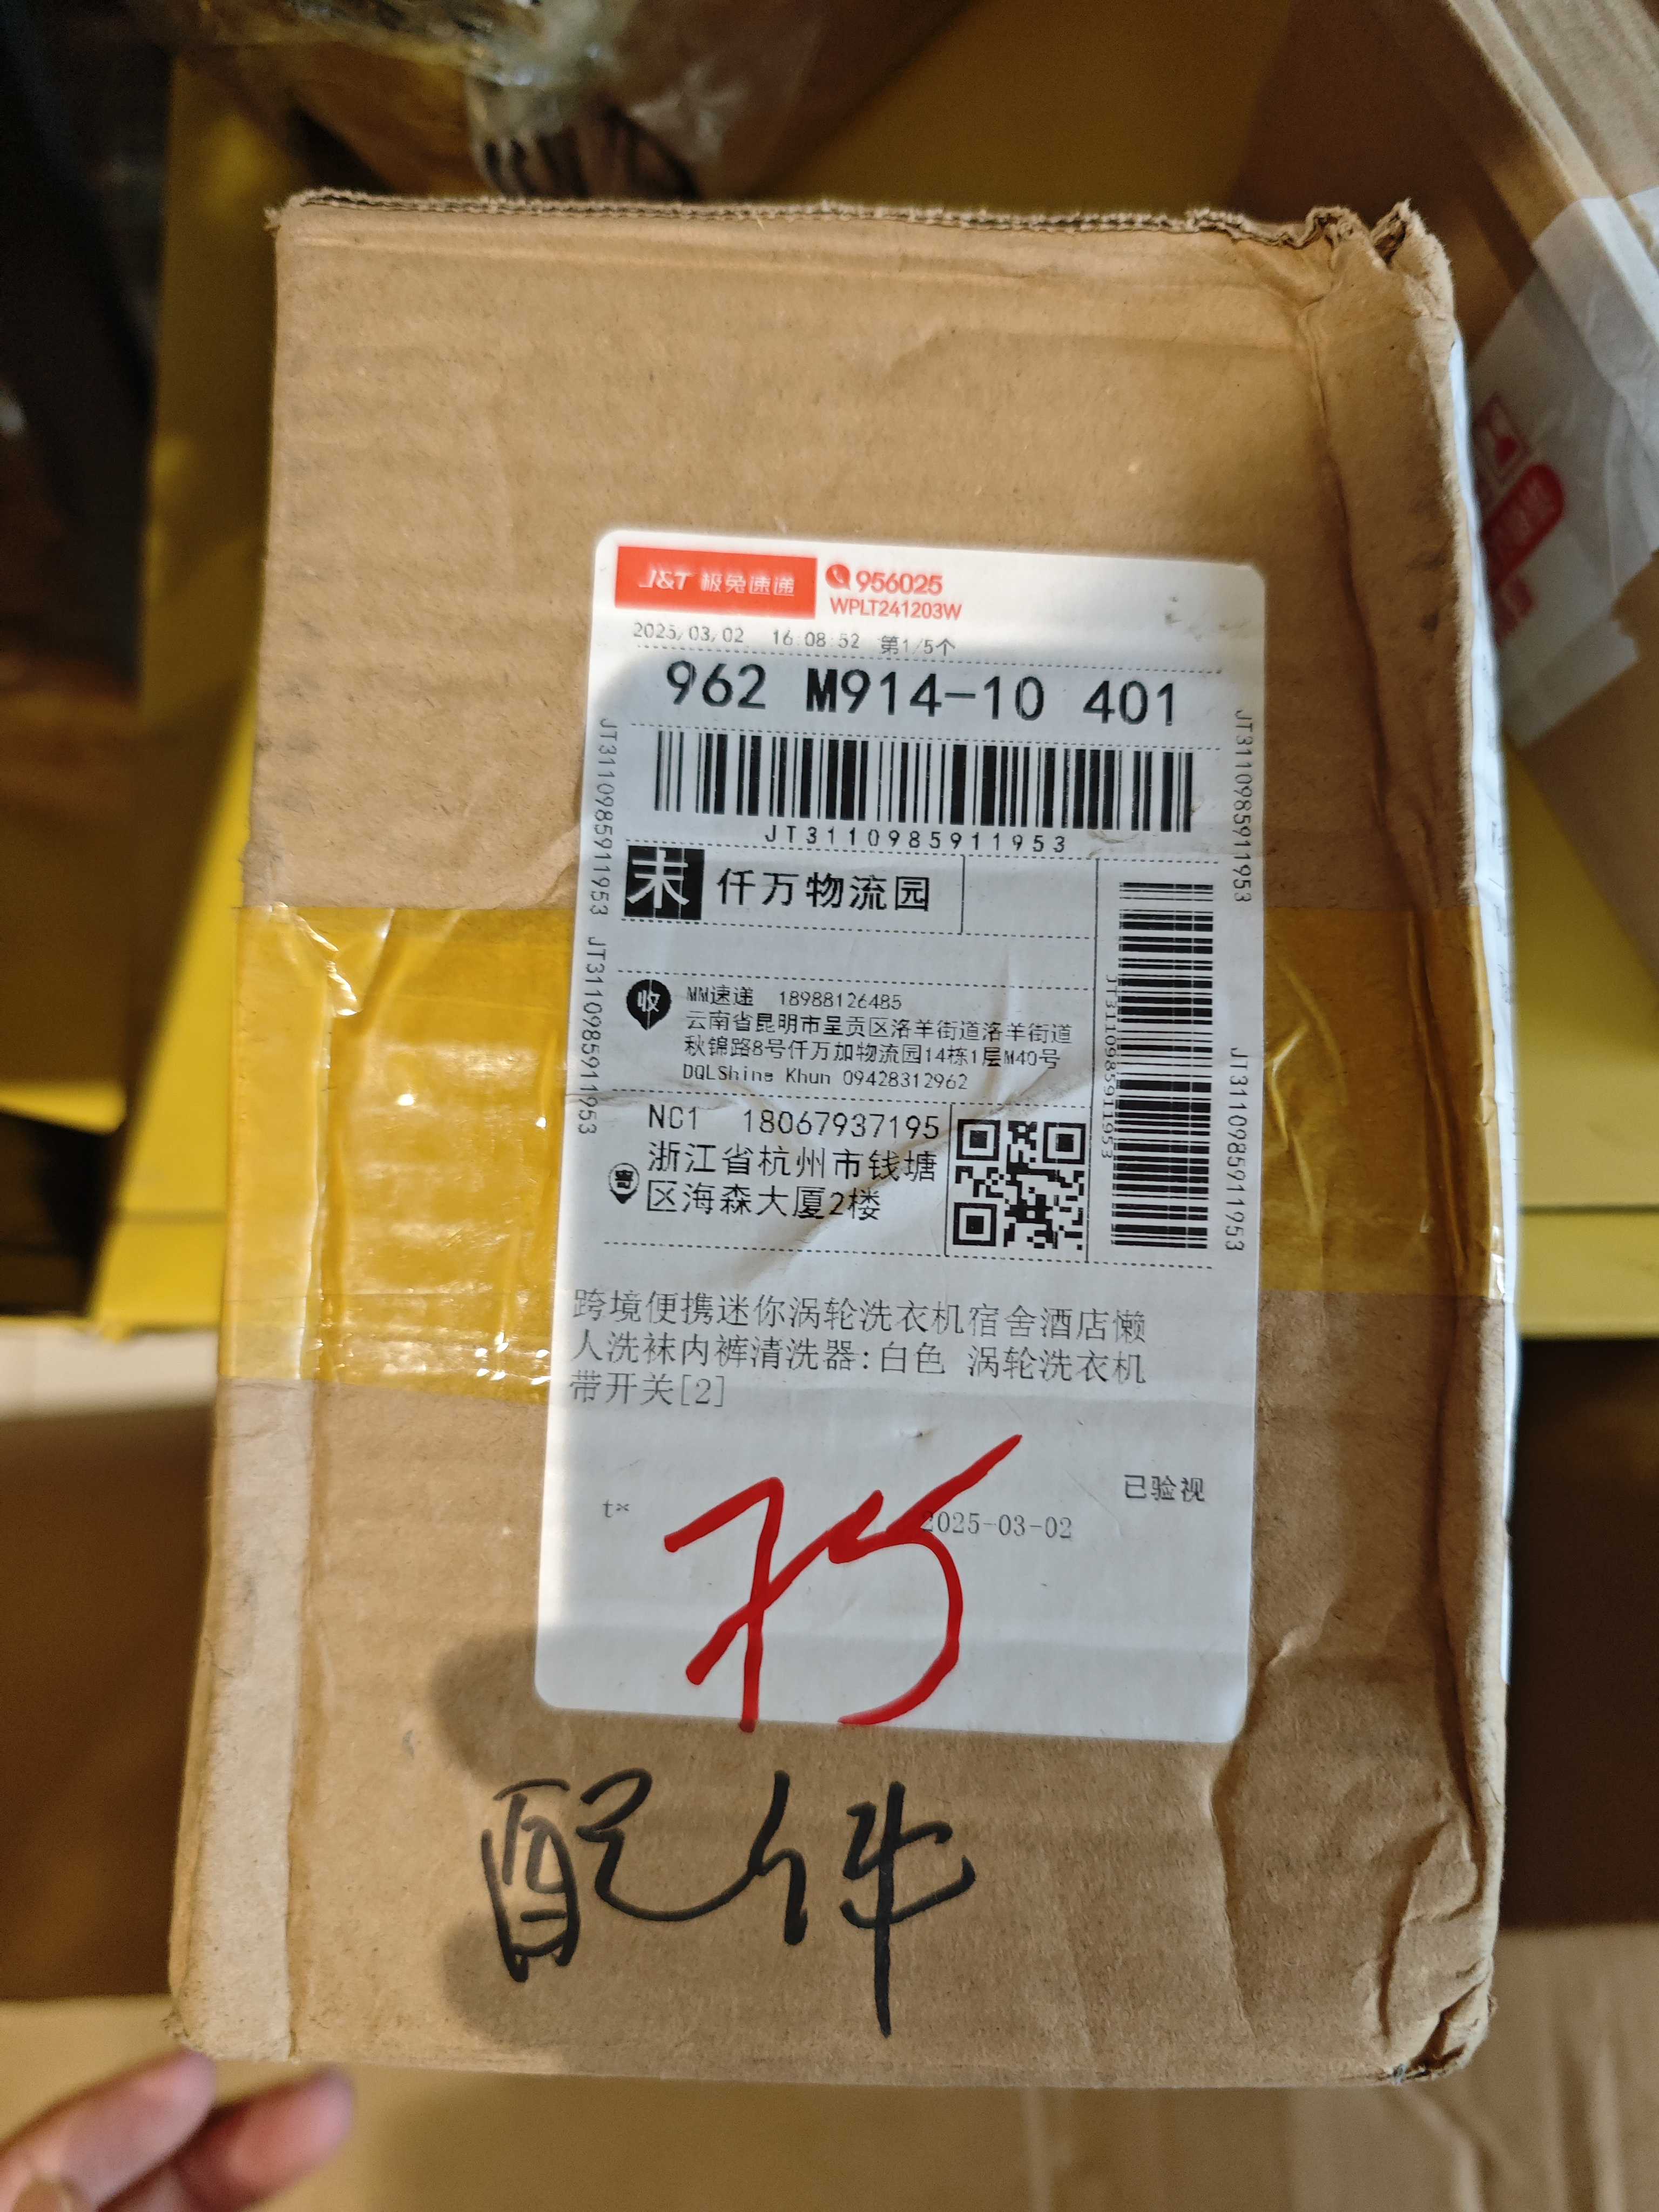 J&T 极兔速递 956025
WPLT241203W
2025/03/02 16:08:52 第1/5个
962 M914-10 401
JT3110985911953
JT3110985911953
JT3110985911953
JT3110985911953
JT3110985911953
JT3110985911953
末 仟万物流园
收 MM速递 18988126485
云南省昆明市呈贡区洛羊街道洛羊街道
秋锦路8号仟万加物流园14栋1层M40号
DQLShine Khun 09428312962
NC1 18067937195
寄 浙江省杭州市钱塘
区海森大厦2楼
跨境便携迷你涡轮洗衣机宿舍酒店懒
人洗袜内裤清洗器:白色 涡轮洗衣机
带开关[2]
已验视
t*
2025-03-02
75
配件